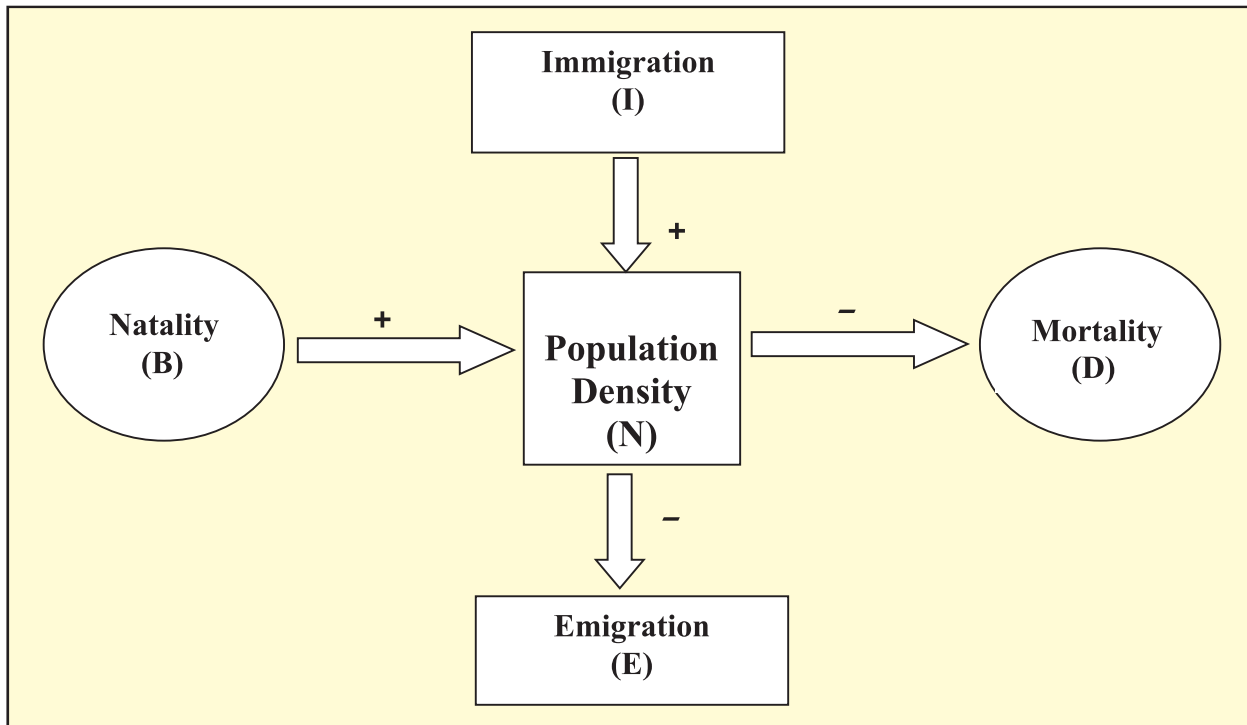 Immigration
(I)
+
Natality
(B)
+
Population
Density
(N)
–
Mortality
(D)
–
Emigration
(E)